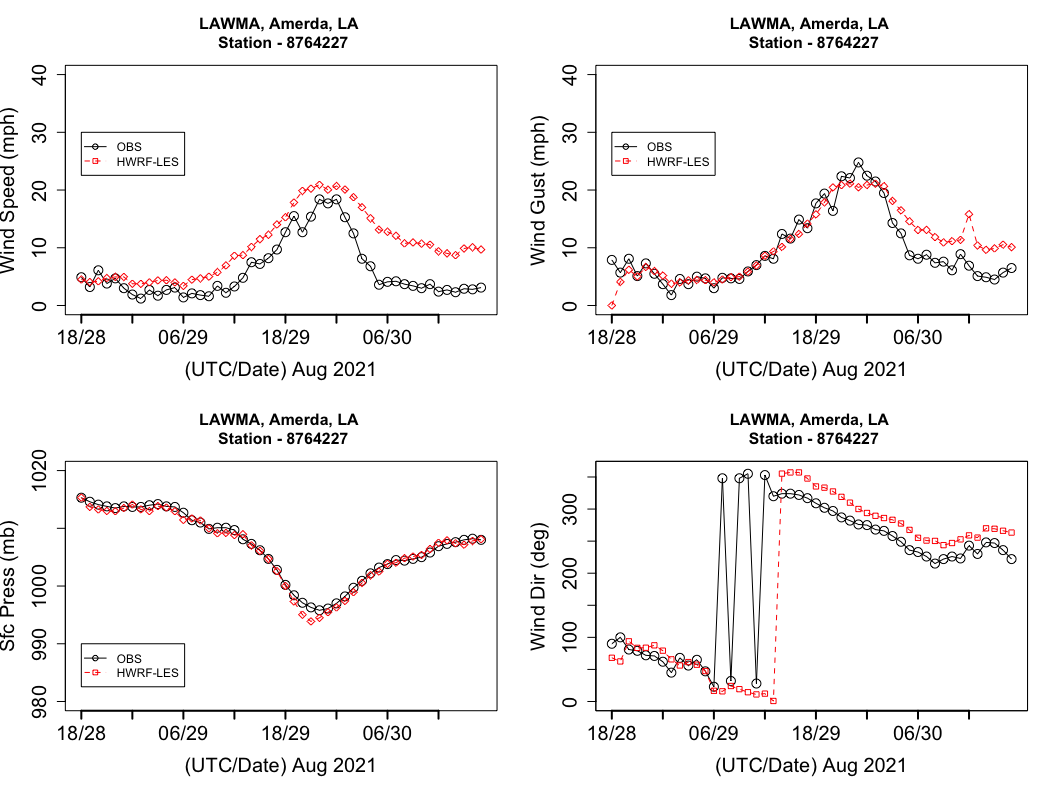 LAWMA, Amerda, LA
Station - 8764227
Wind Speed (mph)
40
30
20
10
0
OBS
HWRF-LES
18/28
06/29
18/29
06/30
(UTC/Date) Aug 2021
LAWMA, Amerda, LA
Station - 8764227
Wind Gust (mph)
40
30
20
10
0
OBS
HWRF-LES
18/28
06/29
18/29
06/30
(UTC/Date) Aug 2021
LAWMA, Amerda, LA
Station - 8764227
Sfc Press (mb)
1020
1000
990
980
OBS
HWRF-LES
18/28
06/29
18/29
06/30
(UTC/Date) Aug 2021
LAWMA, Amerda, LA
Station - 8764227
Wind Dir (deg)
300
200
100
0
18/28
06/29
18/29
06/30
(UTC/Date) Aug 2021